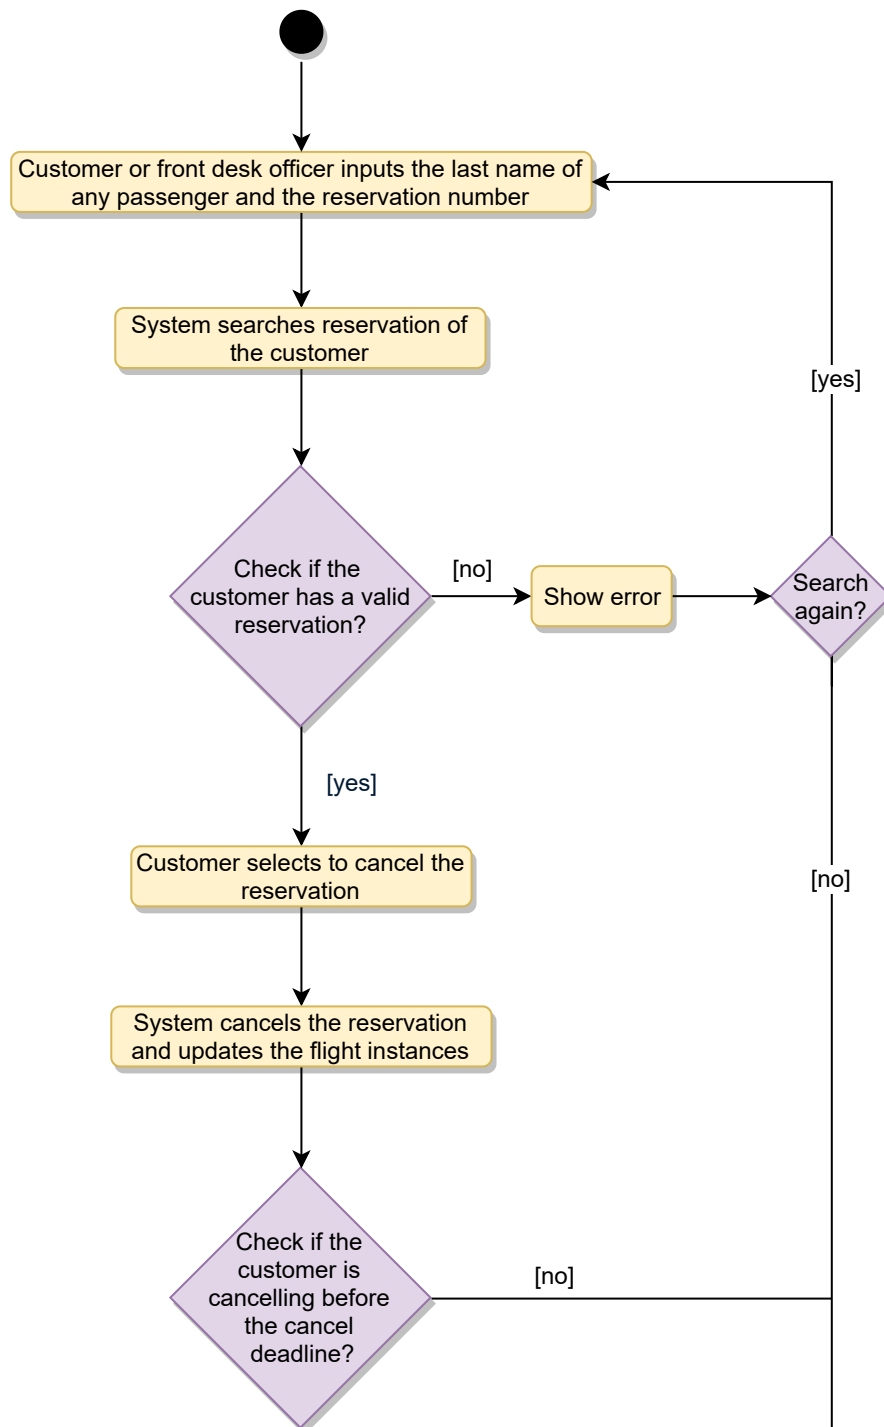 Customer or front desk officer inputs the last name of
any passenger and the reservation number
System searches reservation of
the customer
[yes]
Check if the
customer has a valid
reservation?
[no]
Show error
Search
again?
[yes]
Customer selects to cancel the
reservation
[no]
System cancels the reservation
and updates the flight instances
Check if the
customer is
cancelling before
the cancel
deadline?
[no]